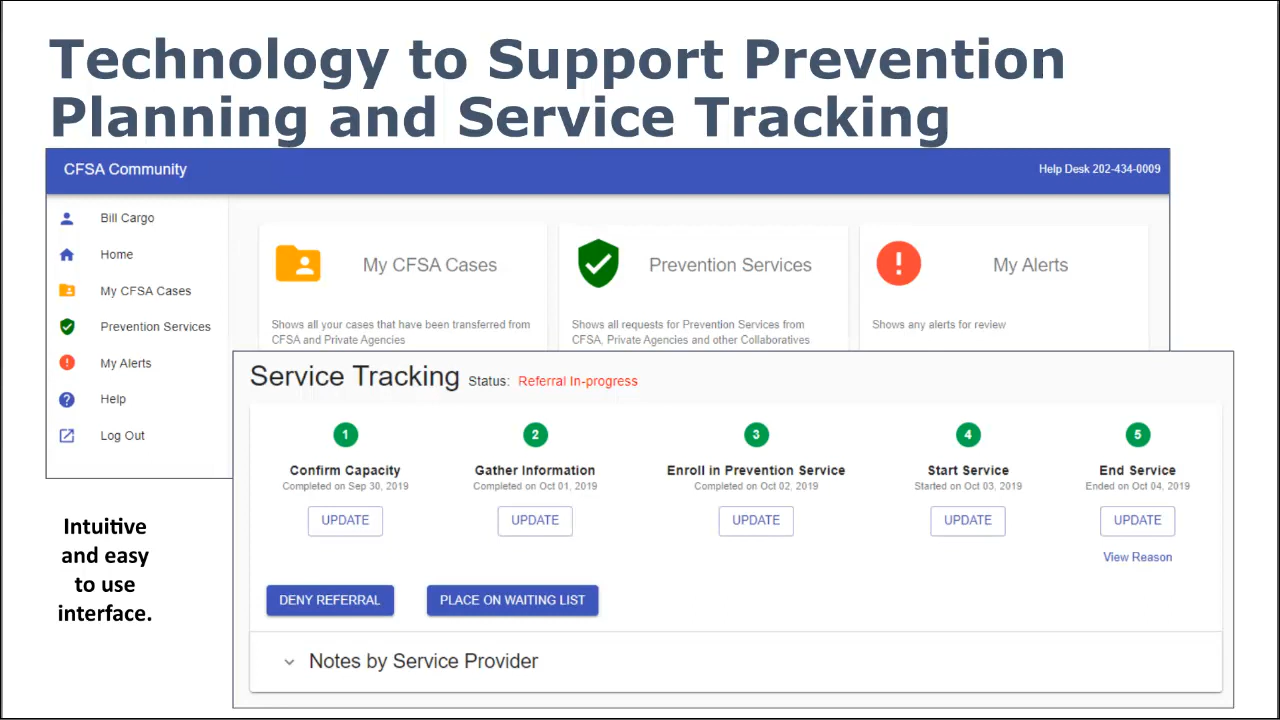 Technology to Support Prevention
Planning and Service Tracking
CFSA Community
Help Desk 202-434-0009
Bill Cargo
Home
My CFSA Cases
Prevention Services
My Alerts
Help
Log Out
My CFSA Cases
Shows all your cases that have been transferred from
CFSA and Private Agencies
Prevention Services
Shows all requests for Prevention Services from
CFSA, Private Agencies and other Collaboratives
My Alerts
Shows any alerts for review
Service Tracking Status: Referral In-progress
1
Confirm Capacity
Completed on Sep 30, 2019
UPDATE
2
Gather Information
Completed on Oct 01, 2019
UPDATE
3
Enroll in Prevention Service
Completed on Oct 02, 2019
UPDATE
4
Start Service
Started on Oct 03, 2019
UPDATE
5
End Service
Ended on Oct 04, 2019
UPDATE
View Reason
DENY REFERRAL
PLACE ON WAITING LIST
Notes by Service Provider
Intuitive
and easy
to use
interface.